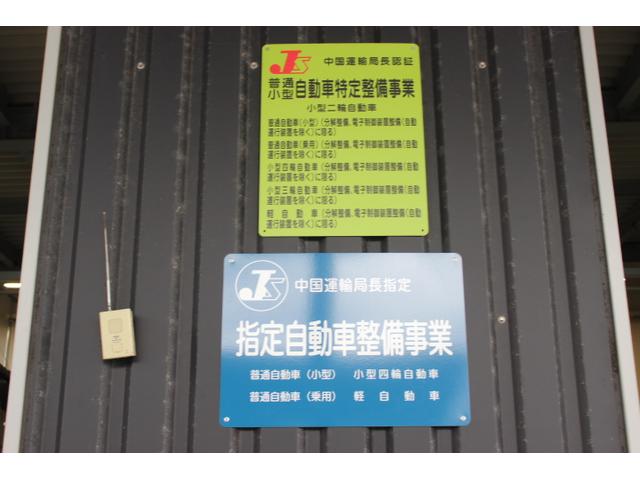 JS 中国運輸局長認証
普通
小型 自動車特定整備事業
小型二輪自動車
普通自動車(小型)(分解整備、電子制御装置整備(自動
運行装置を除く)に限る)
普通自動車(乗用)(分解整備、電子制御装置整備(自動
運行装置を除く)に限る)
小型四輪自動車(分解整備、電子制御装置整備(自動
運行装置を除く)に限る)
小型三輪自動車(分解整備、電子制御装置整備(自動
運行装置を除く)に限る)
軽自動車(分解整備、電子制御装置整備(自動
運行装置を除く)に限る)
JS 中国運輸局長指定
指定自動車整備事業
普通自動車(小型) 小型四輪自動車
普通自動車(乗用) 軽自動車